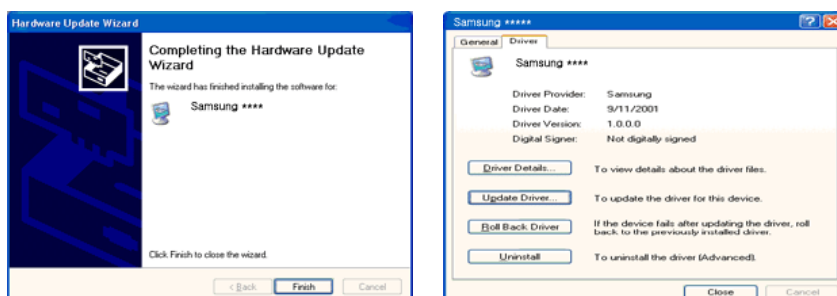 Hardware Update Wizard
Completing the Hardware Update
Wizard
The wizard has finished installing the software for:
Samsung ****
Click Finish to close the wizard.
< Back
Finish
Cancel
Samsung *****
General
Driver
Samsung ****
Driver Provider: Samsung
Driver Date: 9/11/2001
Driver Version: 1.0.0.0
Digital Signer: Not digitally signed
Driver Details...
To view details about the driver files.
Update Driver...
To update the driver for this device.
Roll Back Driver
If the device fails after updating the driver, roll
back to the previously installed driver.
Uninstall
To uninstall the driver (Advanced).
Close
Cancel